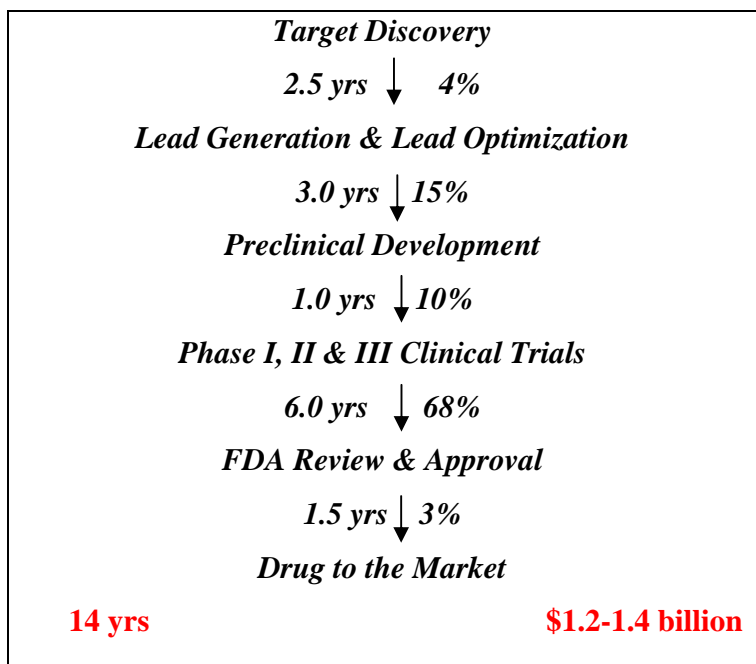 Target Discovery
2.5 yrs 4%
Lead Generation & Lead Optimization
3.0 yrs 15%
Preclinical Development
1.0 yrs 10%
Phase I, II & III Clinical Trials
6.0 yrs 68%
FDA Review & Approval
1.5 yrs 3%
Drug to the Market
14 yrs $1.2-1.4 billion